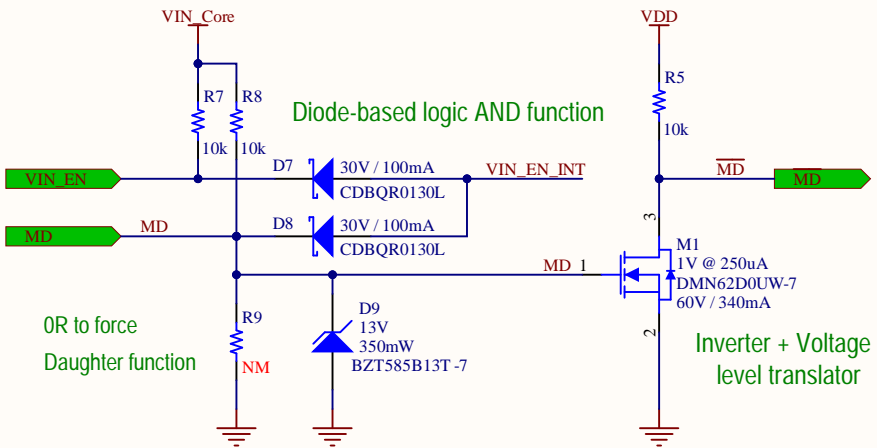 VIN_Core
VDD
R7
R8
R5
10k
10k
10k
Diode-based logic AND function
D7
30V / 100mA
CDBQR0130L
VIN_EN
VIN_EN_INT
MD
MD
MD
MD
D8
30V / 100mA
CDBQR0130L
MD
1
3
M1
1V @ 250uA
DMN62D0UW-7
60V / 340mA
2
R9
NM
D9
13V
350mW
BZT585B13T -7
0R to force
Daughter function
Inverter + Voltage
level translator